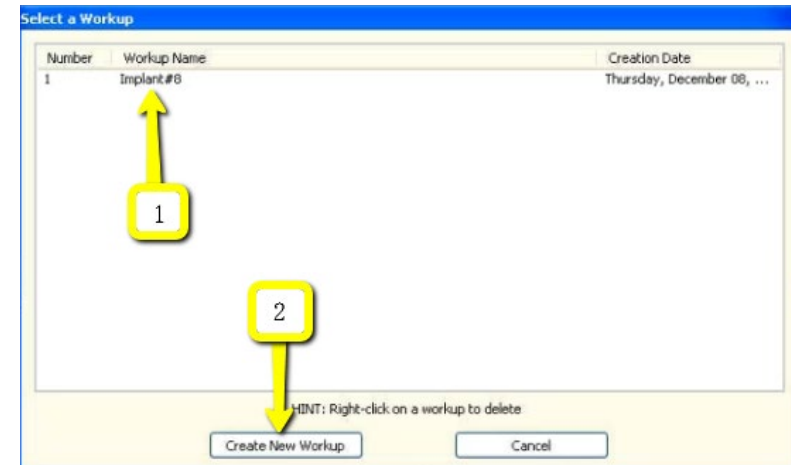 Select a Workup
Number Workup Name Creation Date
1 Implant#8 Thursday, December 08, ...
1
2
HINT: Right-click on a workup to delete
Create New Workup Cancel